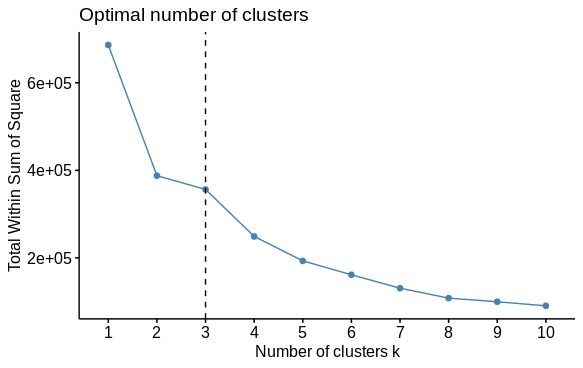 Optimal number of clusters
Total Within Sum of Square
6e+05
4e+05
2e+05
1 2 3 4 5 6 7 8 9 10
Number of clusters k